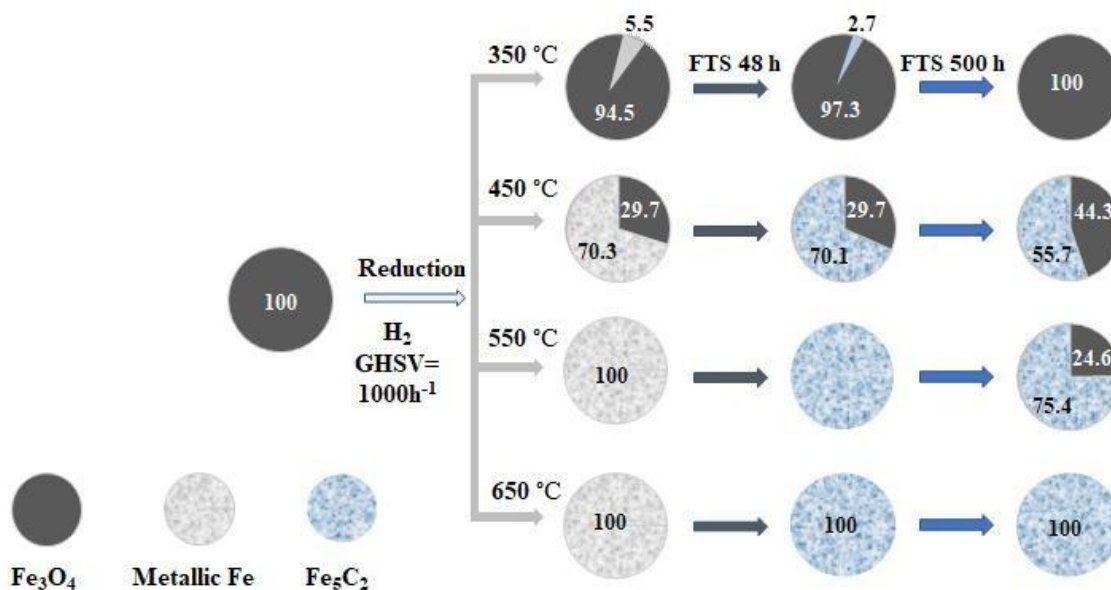 350 °C
5.5
94.5
FTS 48 h
2.7
97.3
FTS 500 h
100
450 °C
29.7
70.3
29.7
70.1
44.3
55.7
100
Reduction
H₂
GHSV=
1000h⁻¹
550 °C
100
24.6
75.4
650 °C
100
100
100
Fe₃O₄
Metallic Fe
Fe₅C₂